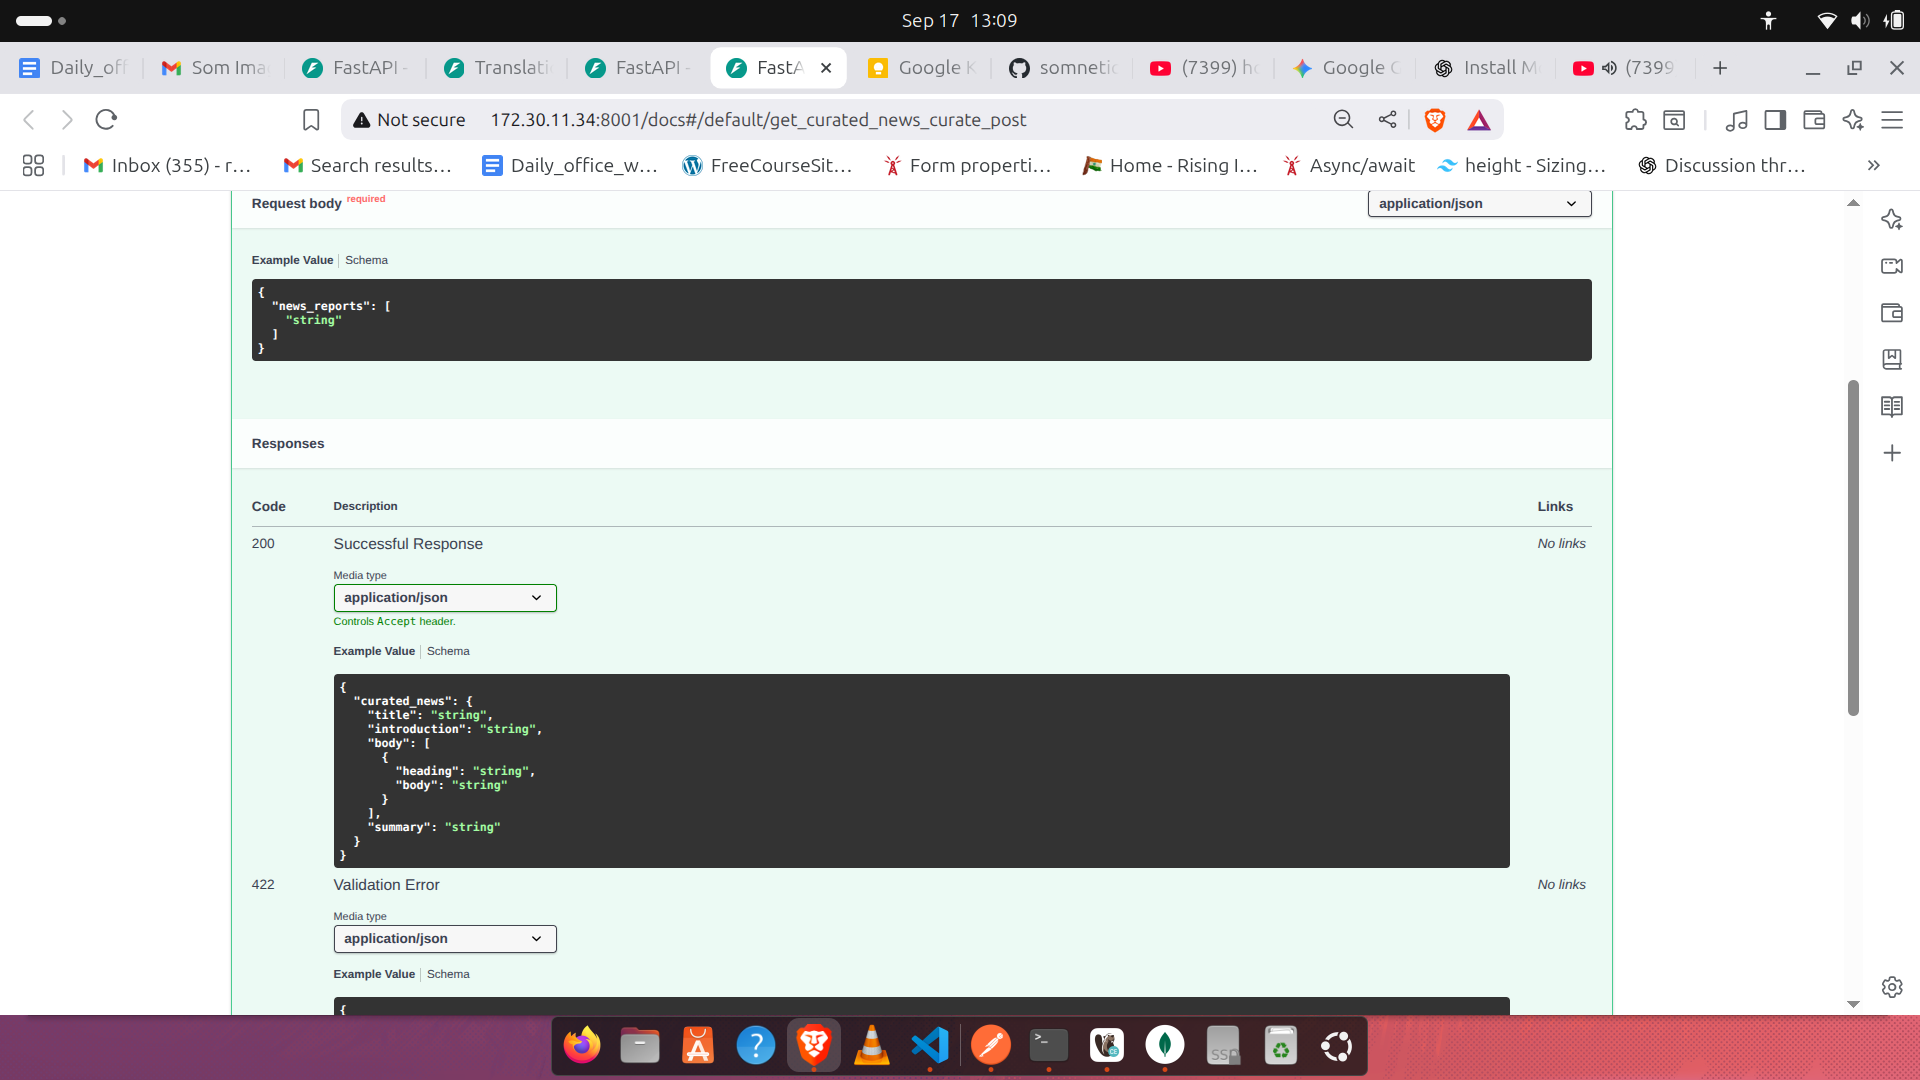 Sep 17 13:09
Daily_off
Som Ima
FastAPI -
Translati
FastAPI -
FastA
Google K
somnetic
(7399) h
Google C
Install M
(7399
Not secure 172.30.11.34:8001/docs#/default/get_curated_news_curate_post
Inbox (355) - r...
Search results...
Daily_office_w...
FreeCourseSit...
Form properti...
Home - Rising I...
Async/await
height - Sizing...
Discussion thr...
Request body required
application/json
Example Value
Schema
{
"news_reports": [
"string"
]
}
Responses
Code Description Links
200 Successful Response No links
Media type
application/json
Controls Accept header.
Example Value
Schema
{
"curated_news": {
"title": "string",
"introduction": "string",
"body": [
{
"heading": "string",
"body": "string"
}
],
"summary": "string"
}
}
422 Validation Error No links
Media type
application/json
Example Value
Schema
{
>_
CE
SSD